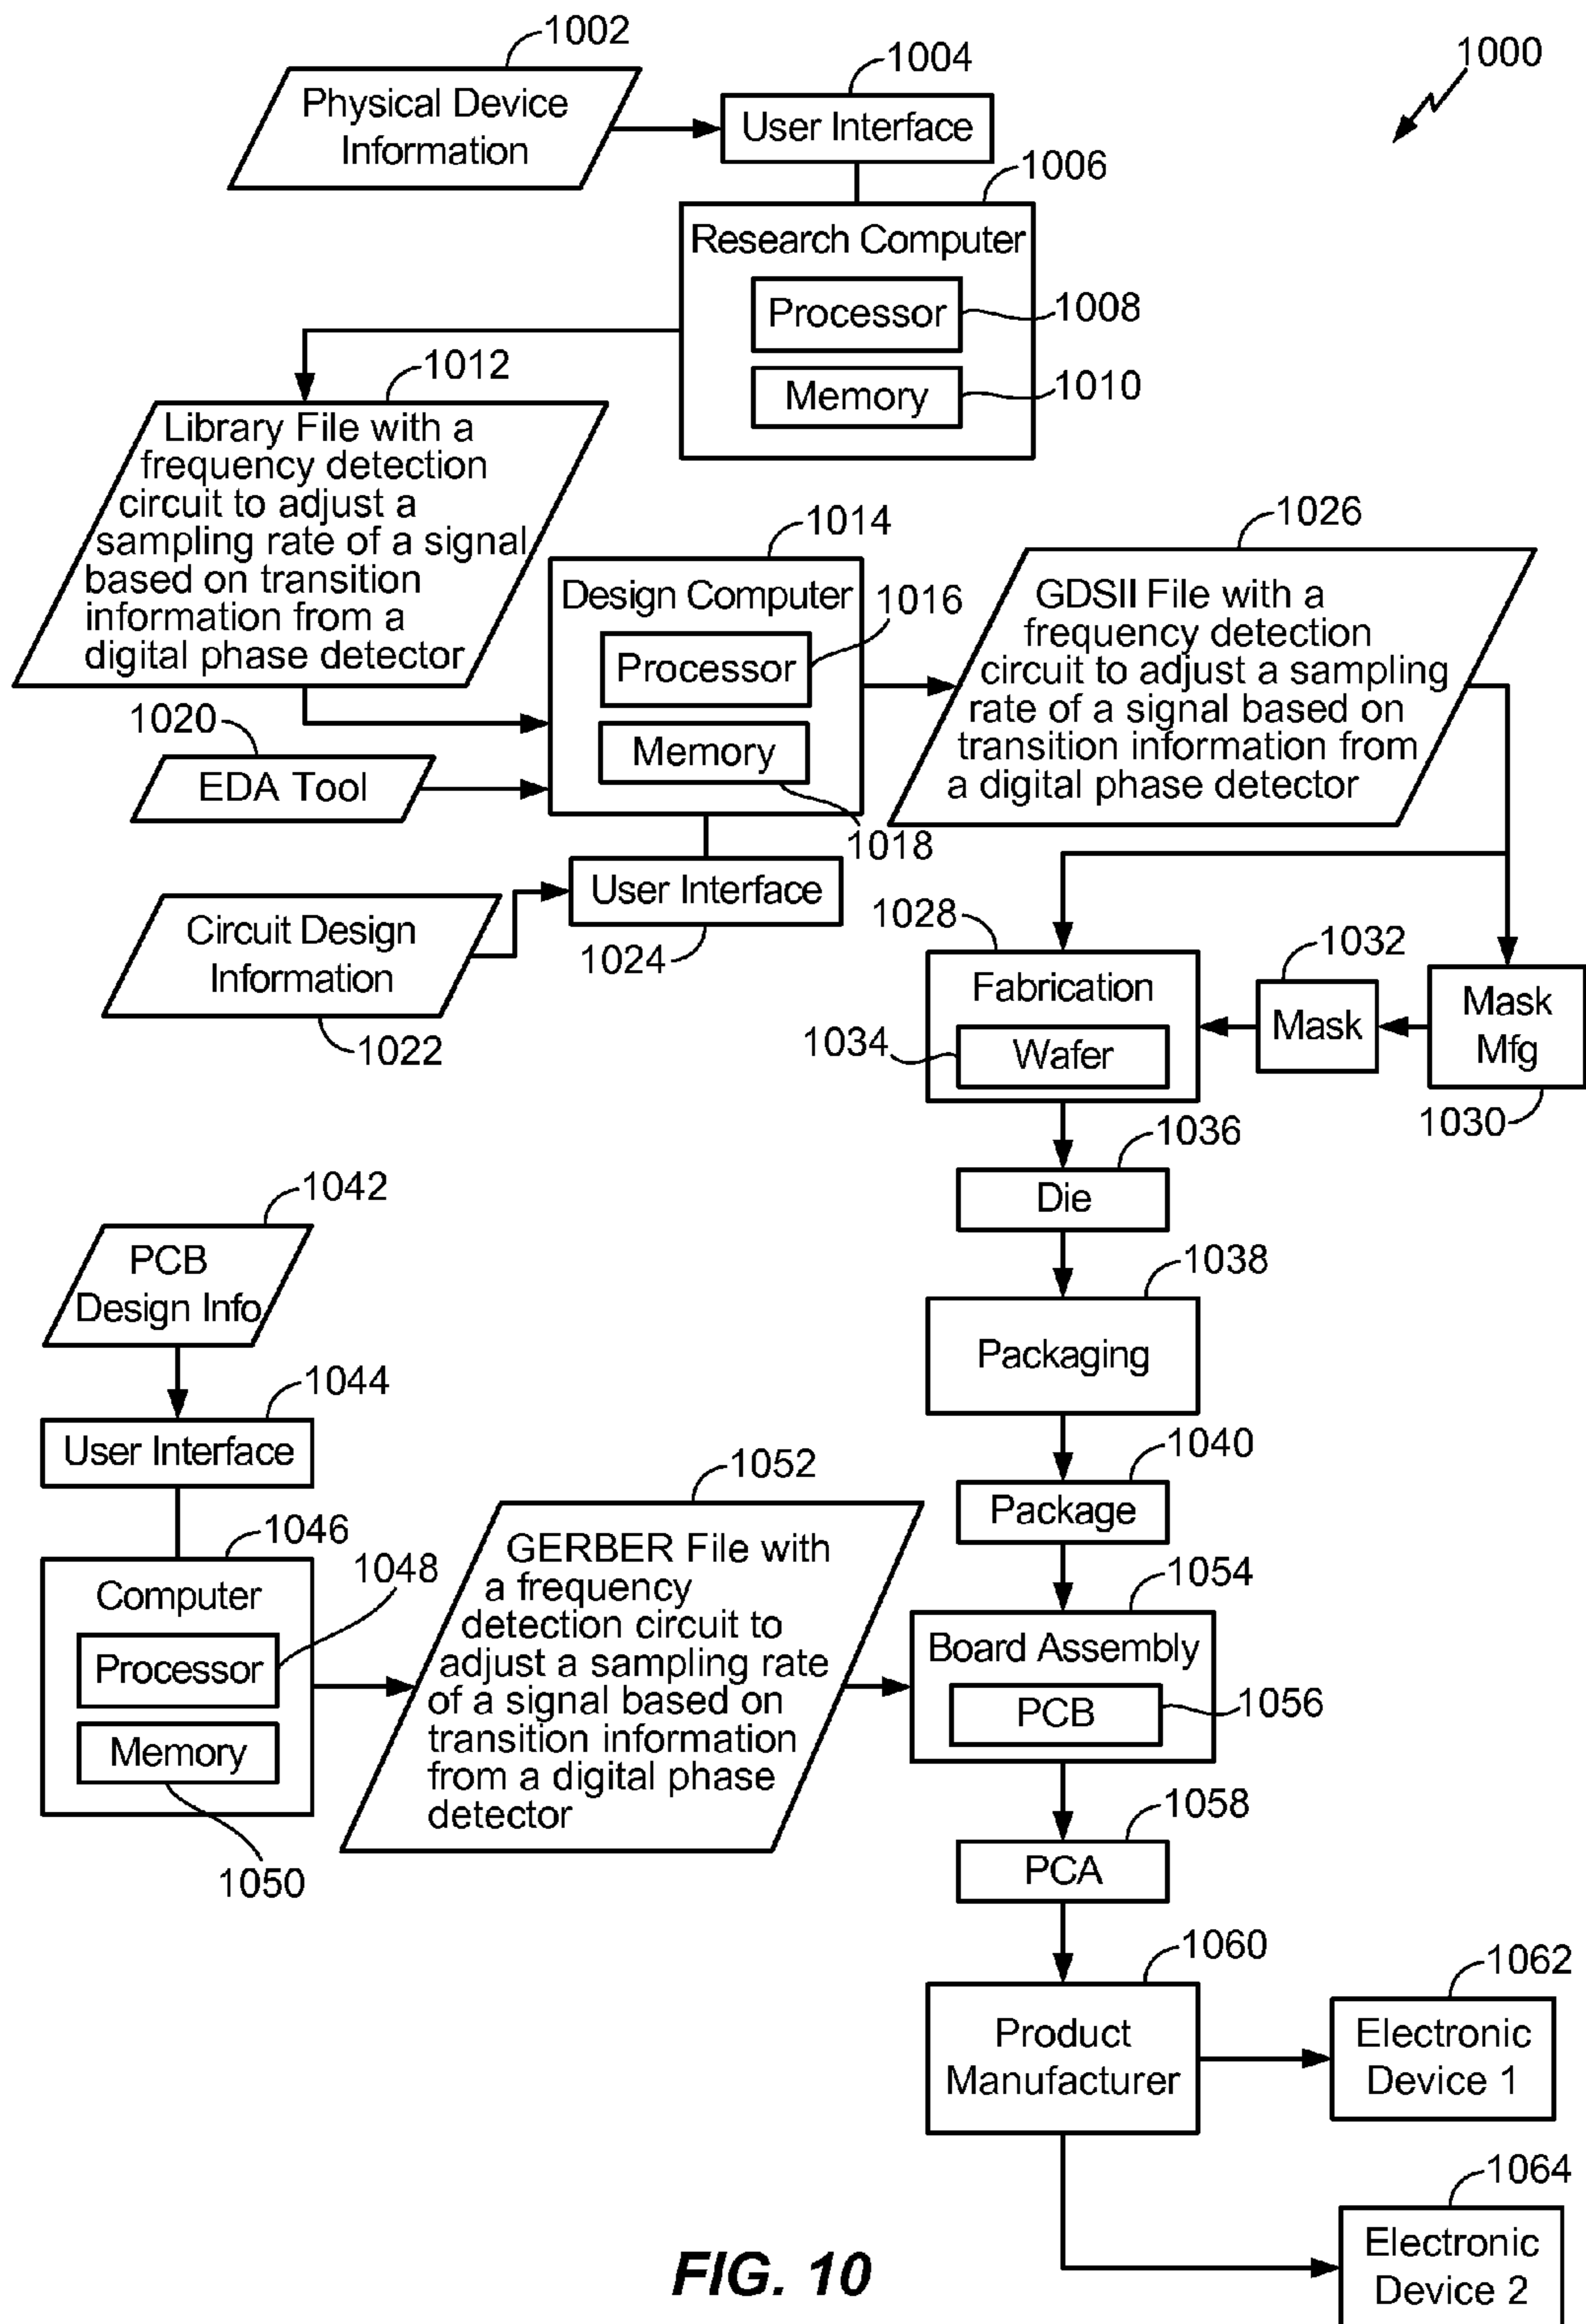 1002
Physical Device
Information
1004
User Interface
1000
1006
Research Computer
Processor
1008
Memory
1010
1012
Library File with a
frequency detection
circuit to adjust a
sampling rate of a signal
based on transition
information from a
digital phase detector
1014
Design Computer
1016
Processor
Memory
1018
1020
EDA Tool
1022
Circuit Design
Information
User Interface
1024
1026
GDSII File with a
frequency detection
circuit to adjust a sampling
rate of a signal based on
transition information from
a digital phase detector
1028
Fabrication
1034
Wafer
1032
Mask
Mask
Mfg
1030
1036
Die
1038
Packaging
1040
Package
1042
PCB
Design Info
1044
User Interface
1046
Computer
1048
Processor
Memory
1050
1052
GERBER File with
a frequency
detection circuit to
adjust a sampling rate
of a signal based on
transition information
from a digital phase
detector
1054
Board Assembly
PCB
1056
1058
PCA
1060
Product
Manufacturer
1062
Electronic
Device 1
1064
Electronic
Device 2
FIG. 10